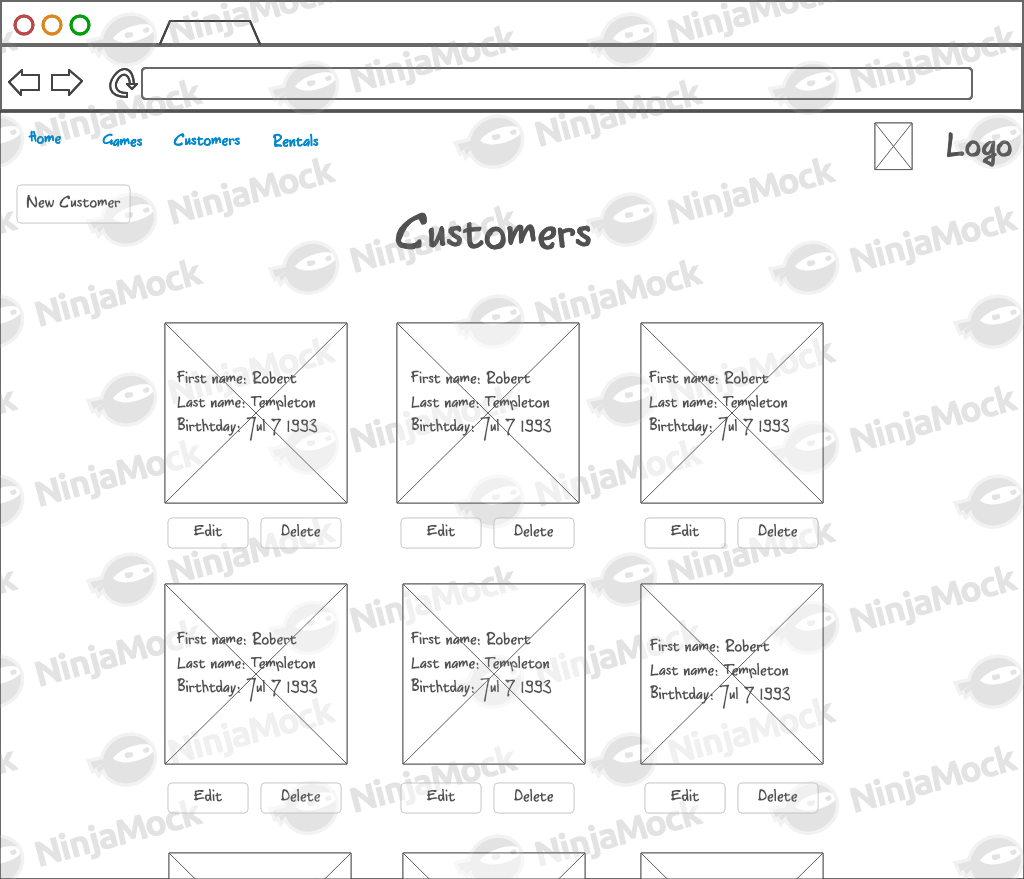 Home Games Customers Rentals
Logo
New Customer
Customers
First name: Robert
Last name: Templeton
Birthtday: Jul 7 1993
First name: Robert
Last name: Templeton
Birthtday: Jul 7 1993
First name: Robert
Last name: Templeton
Birthtday: Jul 7 1993
Edit Delete
Edit Delete
Edit Delete
First name: Robert
Last name: Templeton
Birthtday: Jul 7 1993
First name: Robert
Last name: Templeton
Birthtday: Jul 7 1993
First name: Robert
Last name: Templeton
Birthtday: Jul 7 1993
Edit Delete
Edit Delete
Edit Delete
NinjaMock